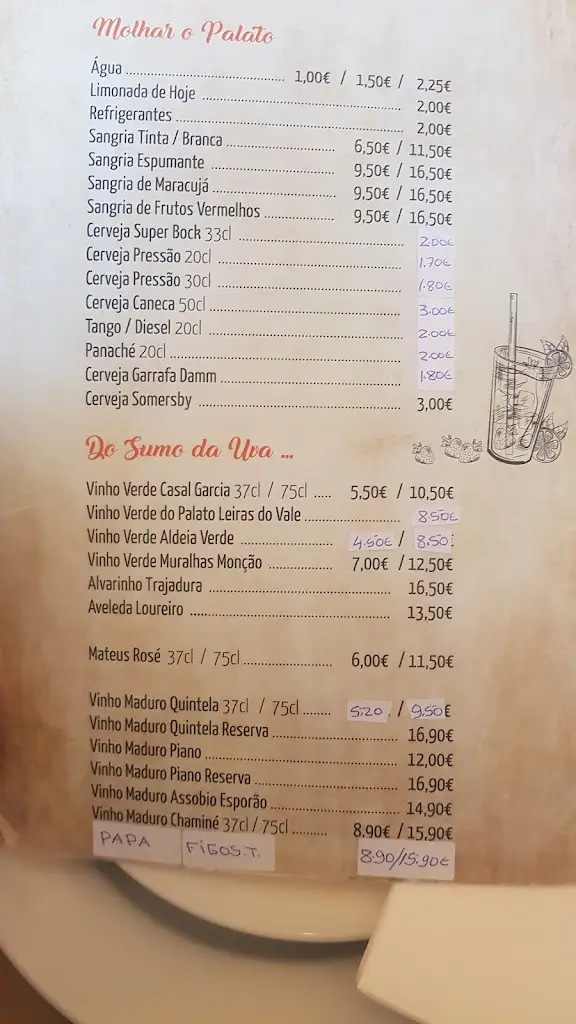 Molhar o Palato
Água ........ 1,00€ / 1,50€ / 2,25€
Limonada de Hoje ........ 2,00€
Refrigerantes ........ 2,00€
Sangria Tinta / Branca ........ 6,50€ / 11,50€
Sangria Espumante ........ 9,50€ / 16,50€
Sangria de Maracujá ........ 9,50€ / 16,50€
Sangria de Frutos Vermelhos ........ 9,50€ / 16,50€
Cerveja Super Bock 33cl ........ 2.00€
Cerveja Pressão 20cl ........ 1.70€
Cerveja Pressão 30cl ........ 1.80€
Cerveja Caneca 50cl ........ 3.00€
Tango / Diesel 20cl ........ 2.00€
Panaché 20cl ........ 2.00€
Cerveja Garrafa Damm ........ 1.80€
Cerveja Somersby ........ 3,00€
Do Sumo da Uva ...
Vinho Verde Casal Garcia 37cl / 75cl ..... 5,50€ / 10,50€
Vinho Verde do Palato Leiras do Vale ........ 8.50€
Vinho Verde Aldeia Verde ........ 4.50€ / 8.50
Vinho Verde Muralhas Monção ........ 7,00€ / 12,50€
Alvarinho Trajadura ........ 16,50€
Aveleda Loureiro ........ 13,50€
Mateus Rosé 37cl / 75cl ........ 6,00€ / 11,50€
Vinho Maduro Quintela 37cl / 75cl ........ 5.20 / 9.50€
Vinho Maduro Quintela Reserva ........ 16,90€
Vinho Maduro Piano ........ 12,00€
Vinho Maduro Piano Reserva ........ 16,90€
Vinho Maduro Assobio Esporão ........ 14,90€
Vinho Maduro Chaminé 37cl / 75cl ........ 8,90€ / 15,90€
PAPA FIGOS.T. 8.90/15.90€